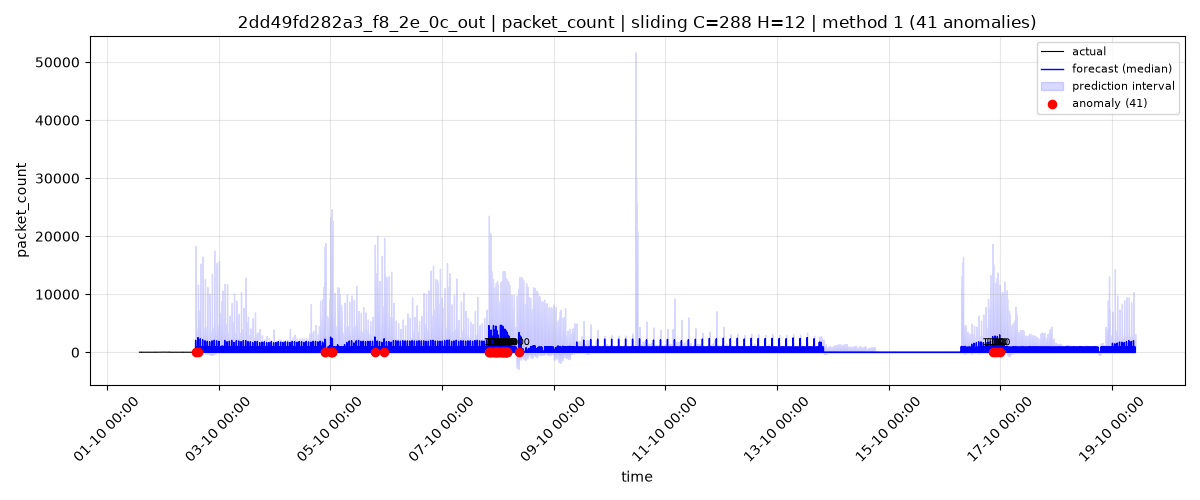 2dd49fd282a3_f8_2e_0c_out | packet_count | sliding C=288 H=12 | method 1 (41 anomalies)
actual
forecast (median)
prediction interval
anomaly (41)
packet_count
50000
40000
30000
20000
10000
0
01-10 00:00
03-10 00:00
05-10 00:00
07-10 00:00
09-10 00:00
11-10 00:00
13-10 00:00
15-10 00:00
17-10 00:00
19-10 00:00
time